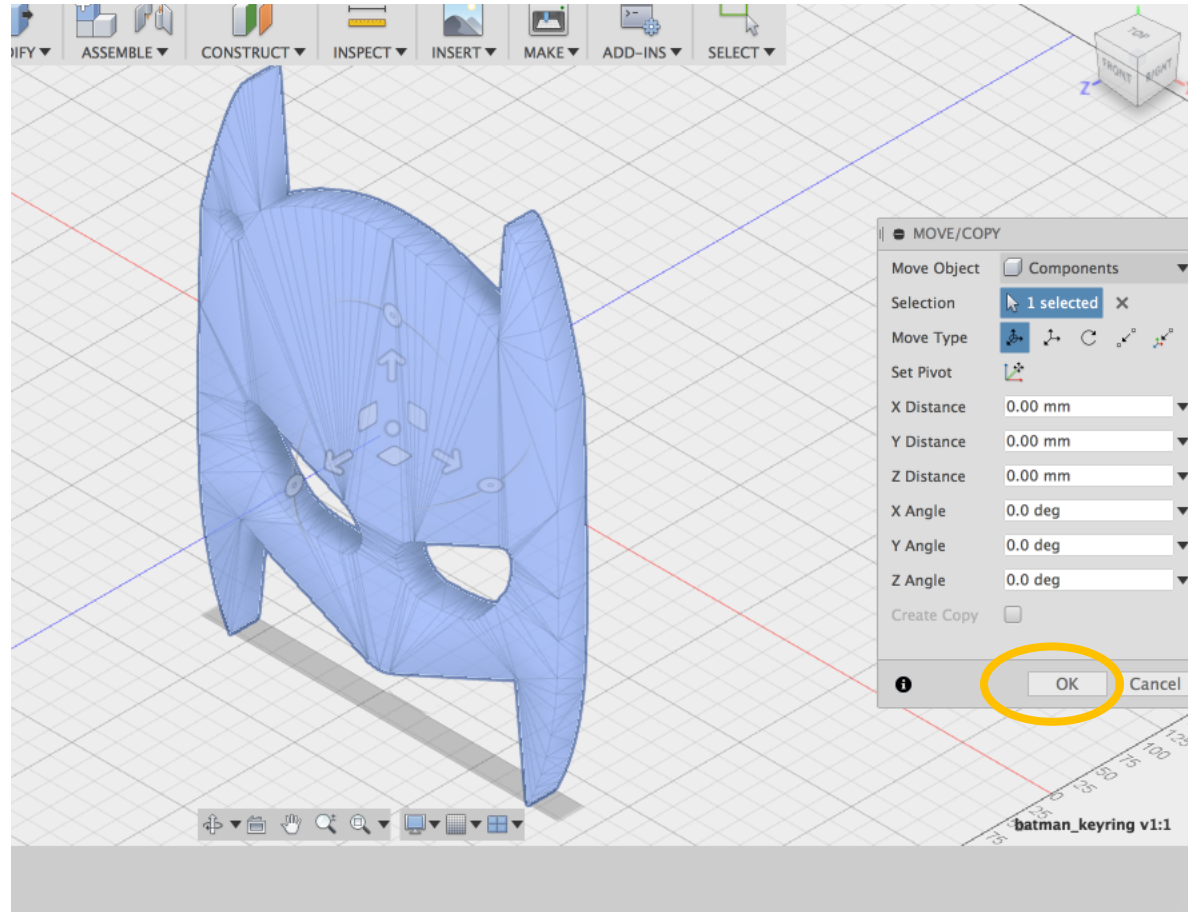 DIFY ▼ ASSEMBLE ▼ CONSTRUCT ▼ INSPECT ▼ INSERT ▼ MAKE ▼ ADD-INS ▼ SELECT ▼
TOP
FRONT RIGHT
Z
MOVE/COPY
Move Object Components
Selection 1 selected
Move Type
Set Pivot
X Distance 0.00 mm
Y Distance 0.00 mm
Z Distance 0.00 mm
X Angle 0.0 deg
Y Angle 0.0 deg
Z Angle 0.0 deg
Create Copy
OK Cancel
125
100
75
50
25
0
25
75
batman_keyring v1:1